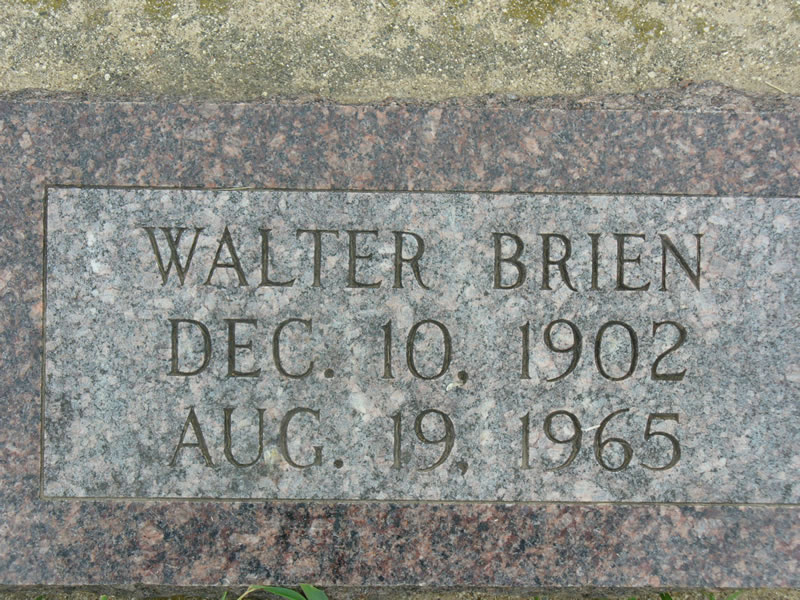 WALTER BRIEN
DEC. 10, 1902
AUG. 19, 1965